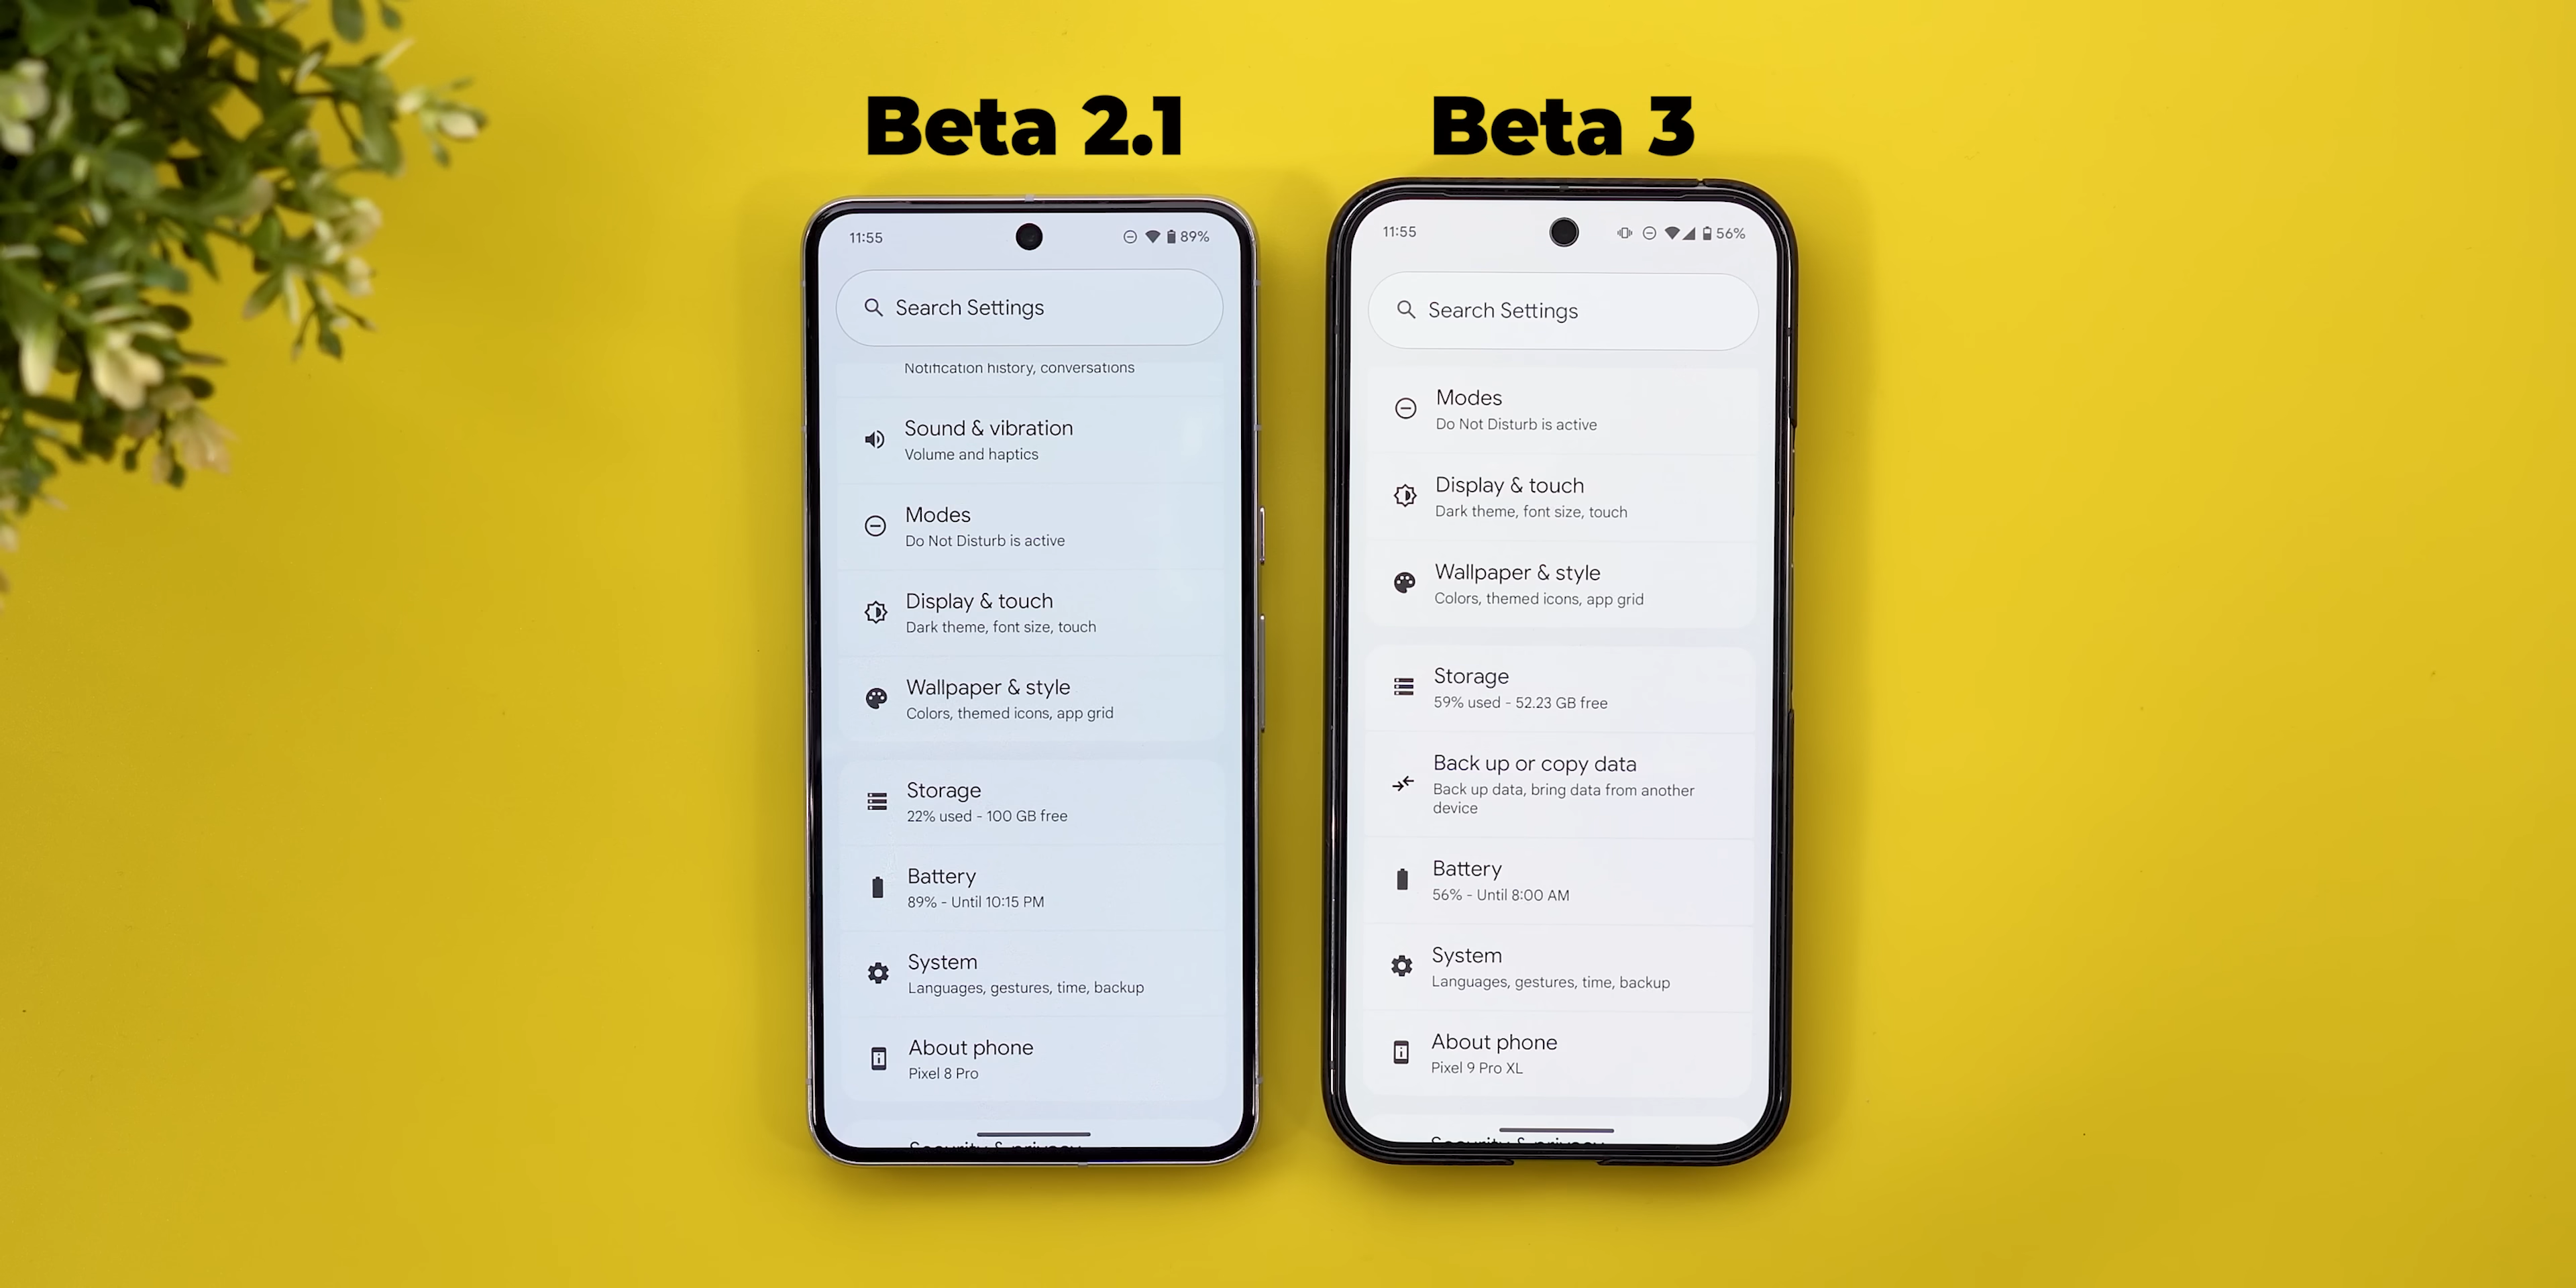 Beta 2.1
11:55
89%
Search Settings
Notification history, conversations
Sound & vibration
Volume and haptics
Modes
Do Not Disturb is active
Display & touch
Dark theme, font size, touch
Wallpaper & style
Colors, themed icons, app grid
Storage
22% used - 100 GB free
Battery
89% - Until 10:15 PM
System
Languages, gestures, time, backup
About phone
Pixel 8 Pro
Security & privacy
Beta 3
11:55
56%
Search Settings
Modes
Do Not Disturb is active
Display & touch
Dark theme, font size, touch
Wallpaper & style
Colors, themed icons, app grid
Storage
59% used - 52.23 GB free
Back up or copy data
Back up data, bring data from another
device
Battery
56% - Until 8:00 AM
System
Languages, gestures, time, backup
About phone
Pixel 9 Pro XL
Security & privacy